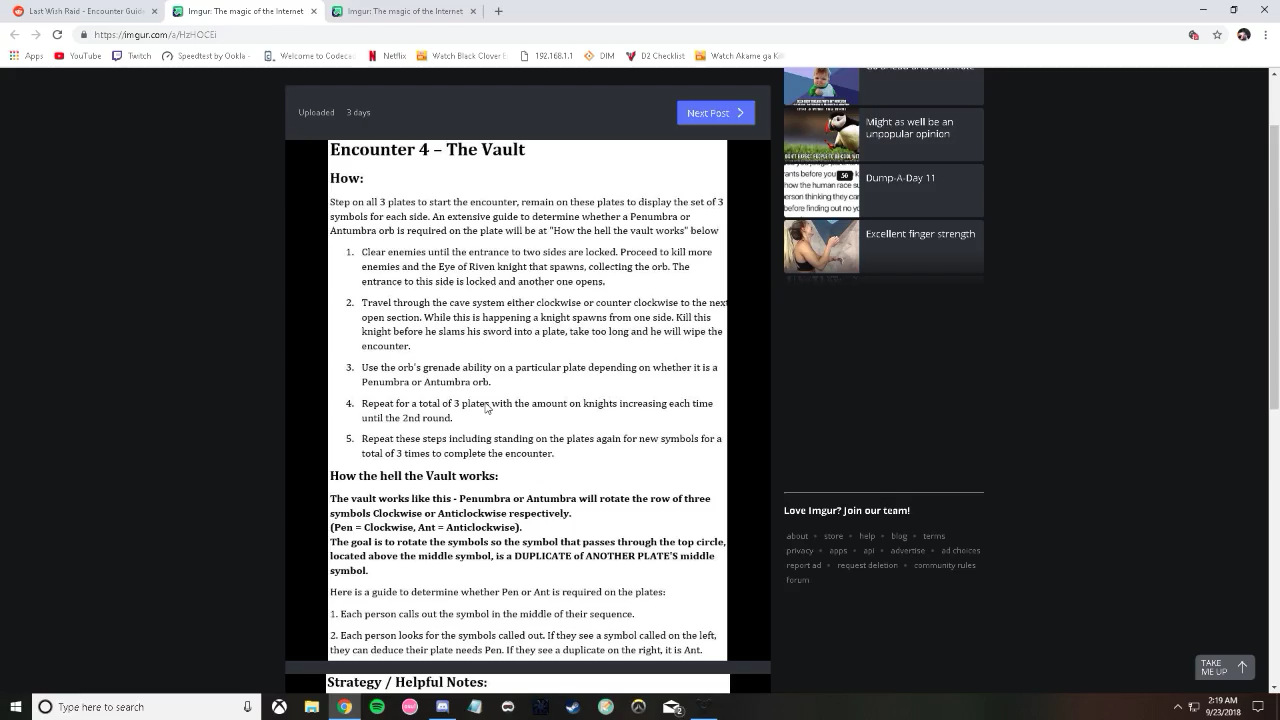 Last Wish Raid - Encounter Guides
Imgur: The magic of the Internet
Imgur: The magic of the Internet
imgur.com/a/HzHOCEi
Apps
YouTube
Twitch
Speedtest by Ookla -
Welcome to Codecad
Netflix
Watch Black Clover E
192.168.1.1
DIM
D2 Checklist
Watch Akame ga Kill
Uploaded 3 days
Next Post
Encounter 4 – The Vault
How:
Step on all 3 plates to start the encounter, remain on these plates to display the set of 3
symbols for each side. An extensive guide to determine whether a Penumbra or
Antumbra orb is required on the plate will be at "How the hell the vault works" below
1. Clear enemies until the entrance to two sides are locked. Proceed to kill more
enemies and the Eye of Riven knight that spawns, collecting the orb. The
entrance to this side is locked and another one opens.
2. Travel through the cave system either clockwise or counter clockwise to the next
open section. While this is happening a knight spawns from one side. Kill this
knight before he slams his sword into a plate, take too long and he will wipe the
encounter.
3. Use the orb's grenade ability on a particular plate depending on whether it is a
Penumbra or Antumbra orb.
4. Repeat for a total of 3 plates with the amount on knights increasing each time
until the 2nd round.
5. Repeat these steps including standing on the plates again for new symbols for a
total of 3 times to complete the encounter.
How the hell the Vault works:
The vault works like this - Penumbra or Antumbra will rotate the row of three
symbols Clockwise or Anticlockwise respectively.
(Pen = Clockwise, Ant = Anticlockwise).
The goal is to rotate the symbols so the symbol that passes through the top circle,
located above the middle symbol, is a DUPLICATE of ANOTHER PLATE'S middle
symbol.
Here is a guide to determine whether Pen or Ant is required on the plates:
1. Each person calls out the symbol in the middle of their sequence.
2. Each person looks for the symbols called out. If they see a symbol called on the left,
they can deduce their plate needs Pen. If they see a duplicate on the right, it is Ant.
Strategy / Helpful Notes:
Might as well be an
unpopular opinion
Dump-A-Day 11
50
Excellent finger strength
Love Imgur? Join our team!
about store help blog terms
privacy apps api advertise ad choices
report ad request deletion community rules
forum
TAKE
ME UP
Type here to search
2:19 AM
9/23/2018